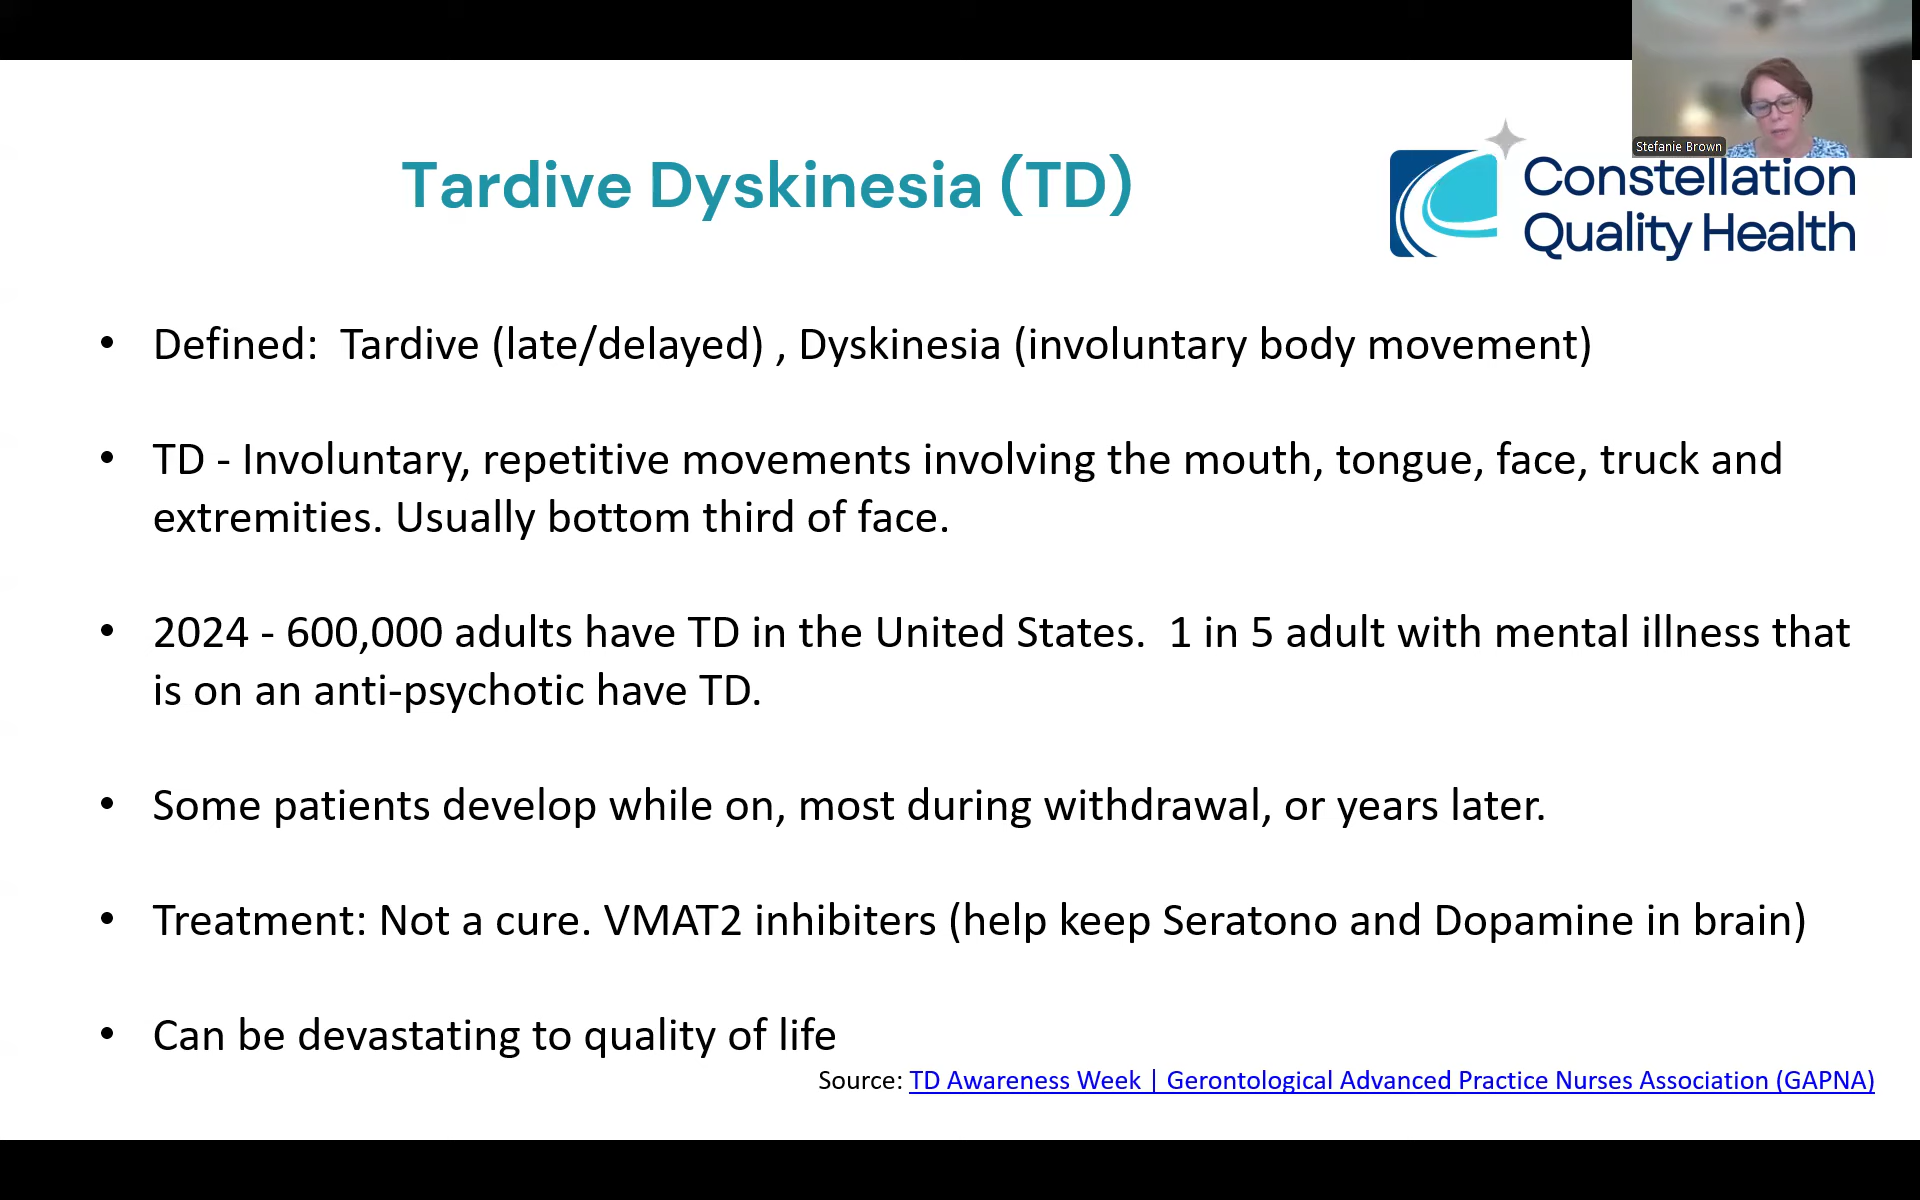 Stefanie Brown
Tardive Dyskinesia (TD)
Constellation
Quality Health
• Defined:  Tardive (late/delayed) , Dyskinesia (involuntary body movement)
• TD - Involuntary, repetitive movements involving the mouth, tongue, face, truck and
extremities. Usually bottom third of face.
• 2024 - 600,000 adults have TD in the United States.  1 in 5 adult with mental illness that
is on an anti-psychotic have TD.
• Some patients develop while on, most during withdrawal, or years later.
• Treatment: Not a cure. VMAT2 inhibiters (help keep Seratono and Dopamine in brain)
• Can be devastating to quality of life
Source: TD Awareness Week | Gerontological Advanced Practice Nurses Association (GAPNA)